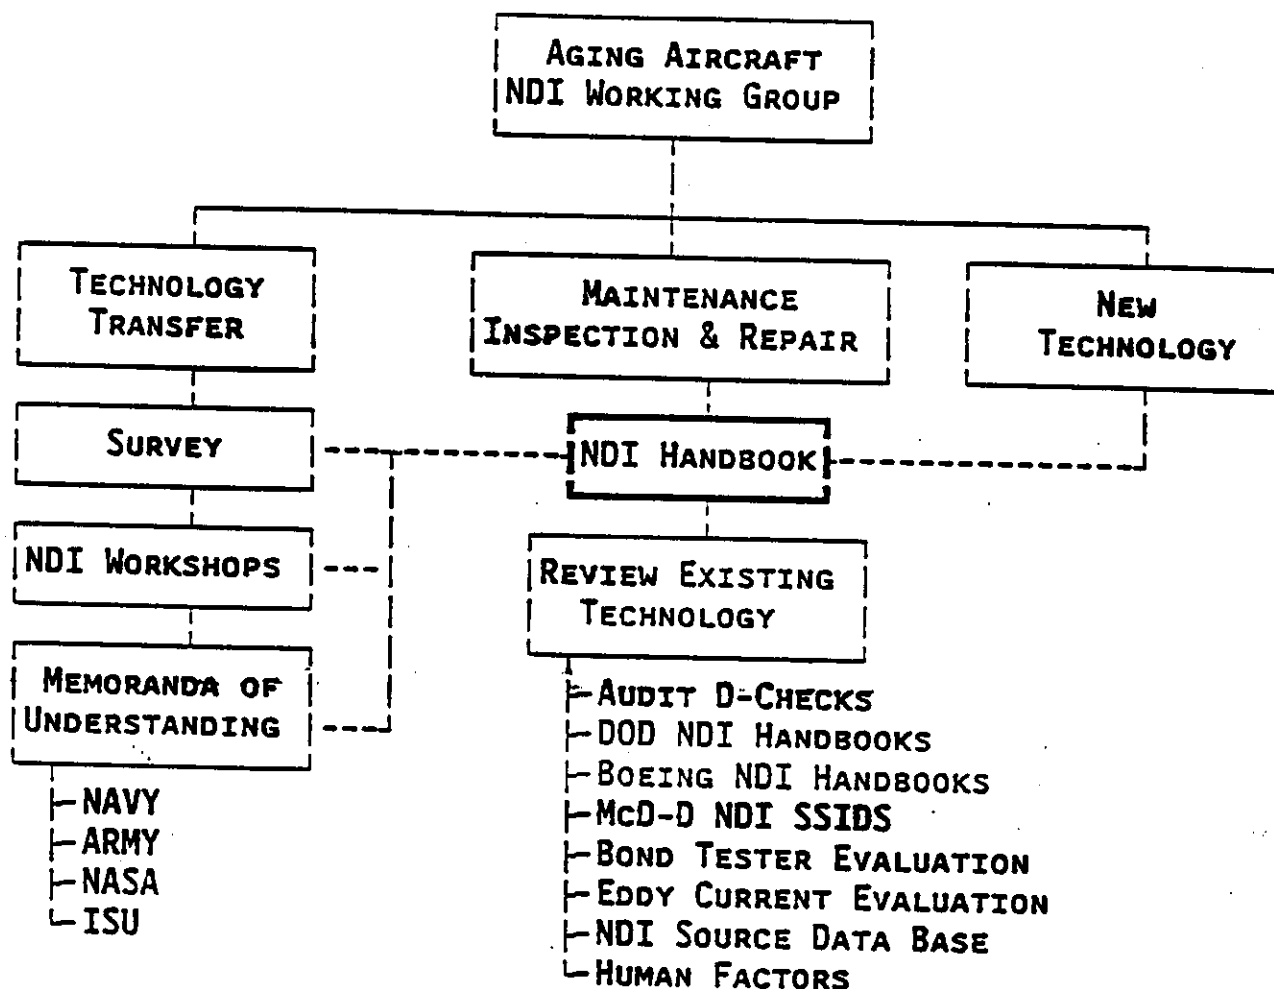 AGING AIRCRAFT
NDI WORKING GROUP
TECHNOLOGY
TRANSFER
MAINTENANCE
INSPECTION & REPAIR
NEW
TECHNOLOGY
SURVEY
NDI HANDBOOK
NDI WORKSHOPS
REVIEW EXISTING
TECHNOLOGY
MEMORANDA OF
UNDERSTANDING
NAVY
ARMY
NASA
ISU
AUDIT D-CHECKS
DOD NDI HANDBOOKS
BOEING NDI HANDBOOKS
McD-D NDI SSIDS
BOND TESTER EVALUATION
EDDY CURRENT EVALUATION
NDI SOURCE DATA BASE
HUMAN FACTORS